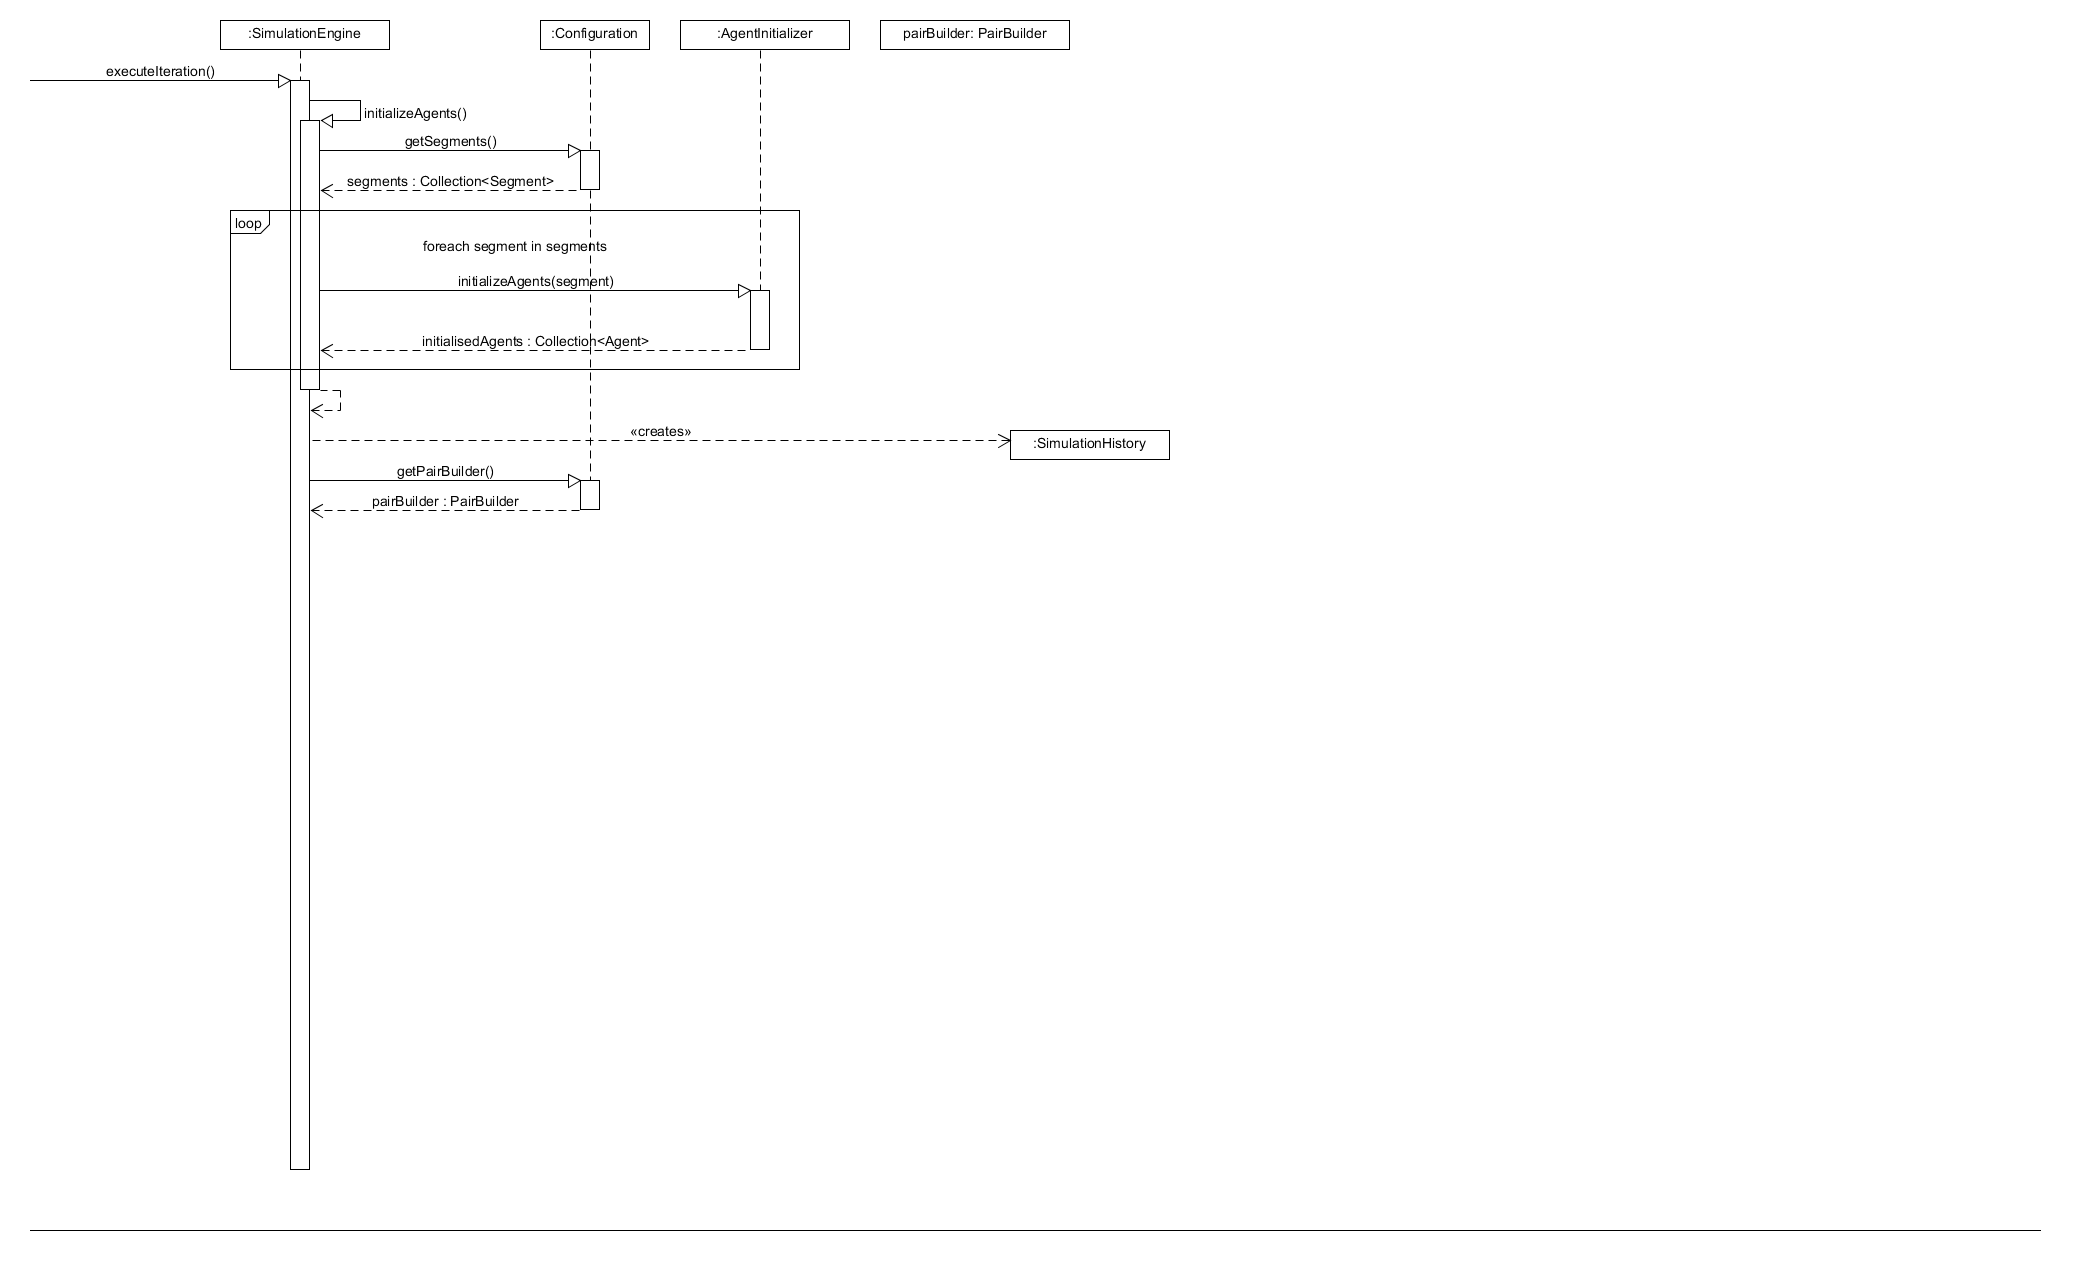 :SimulationEngine
:Configuration
:AgentInitializer
pairBuilder: PairBuilder
executeIteration()
initializeAgents()
getSegments()
segments : Collection<Segment>
loop
foreach segment in segments
initializeAgents(segment)
initialisedAgents : Collection<Agent>
«creates»
:SimulationHistory
getPairBuilder()
pairBuilder : PairBuilder